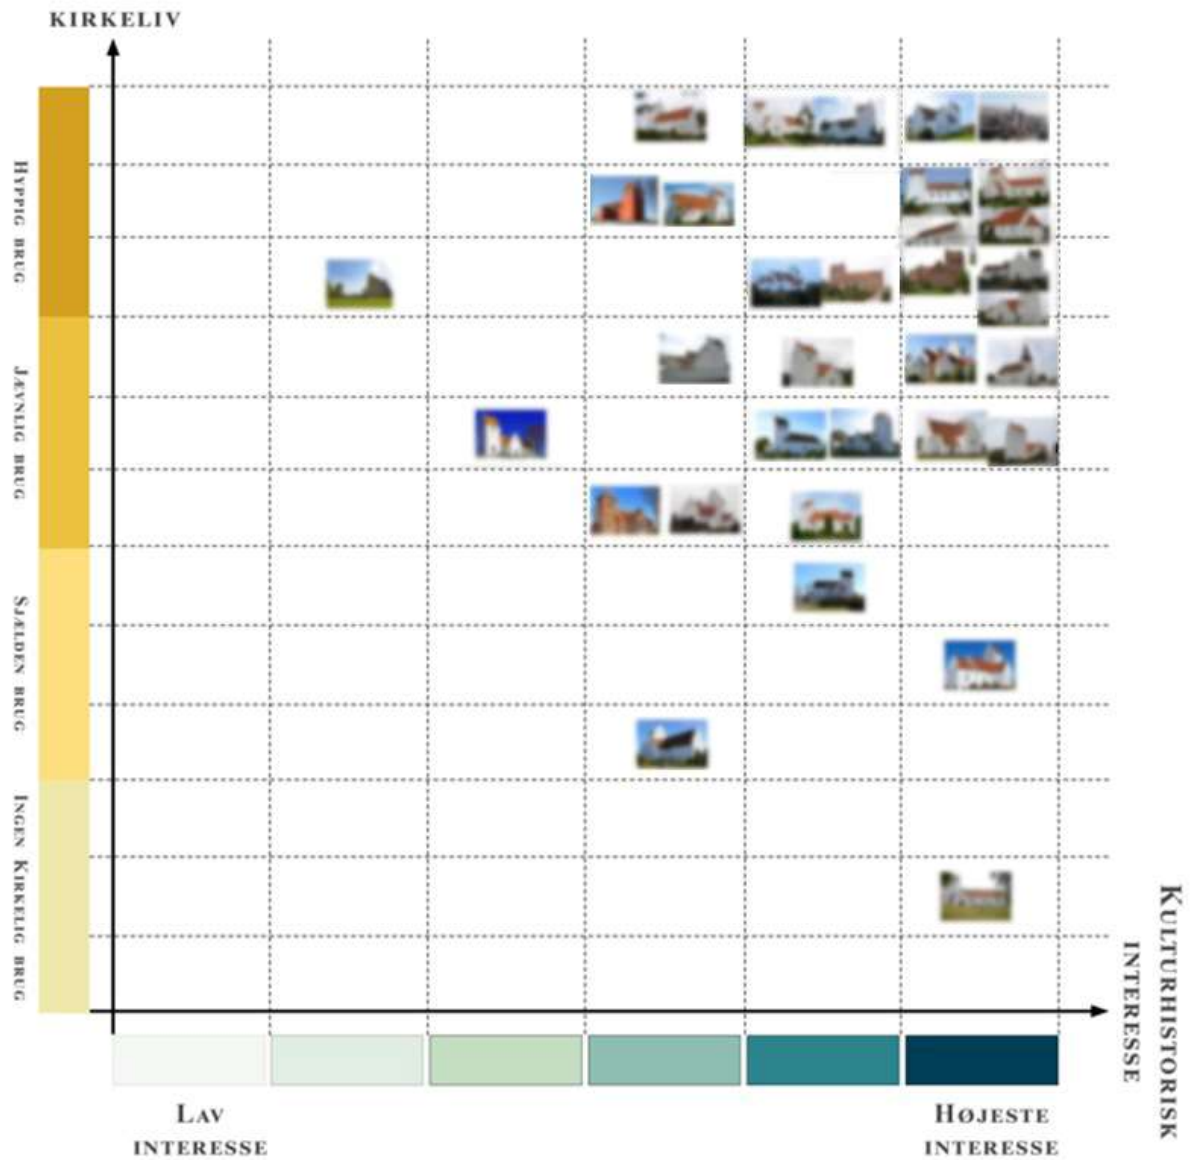 KIRKELIV
HYPPIG BRUG
JÆVNLIG BRUG
SJÆLDEN BRUG
INGEN KIRKELIG BRUG
KULTURHISTORISK
INTERESSE
LAV
INTERESSE
HØJESTE
INTERESSE